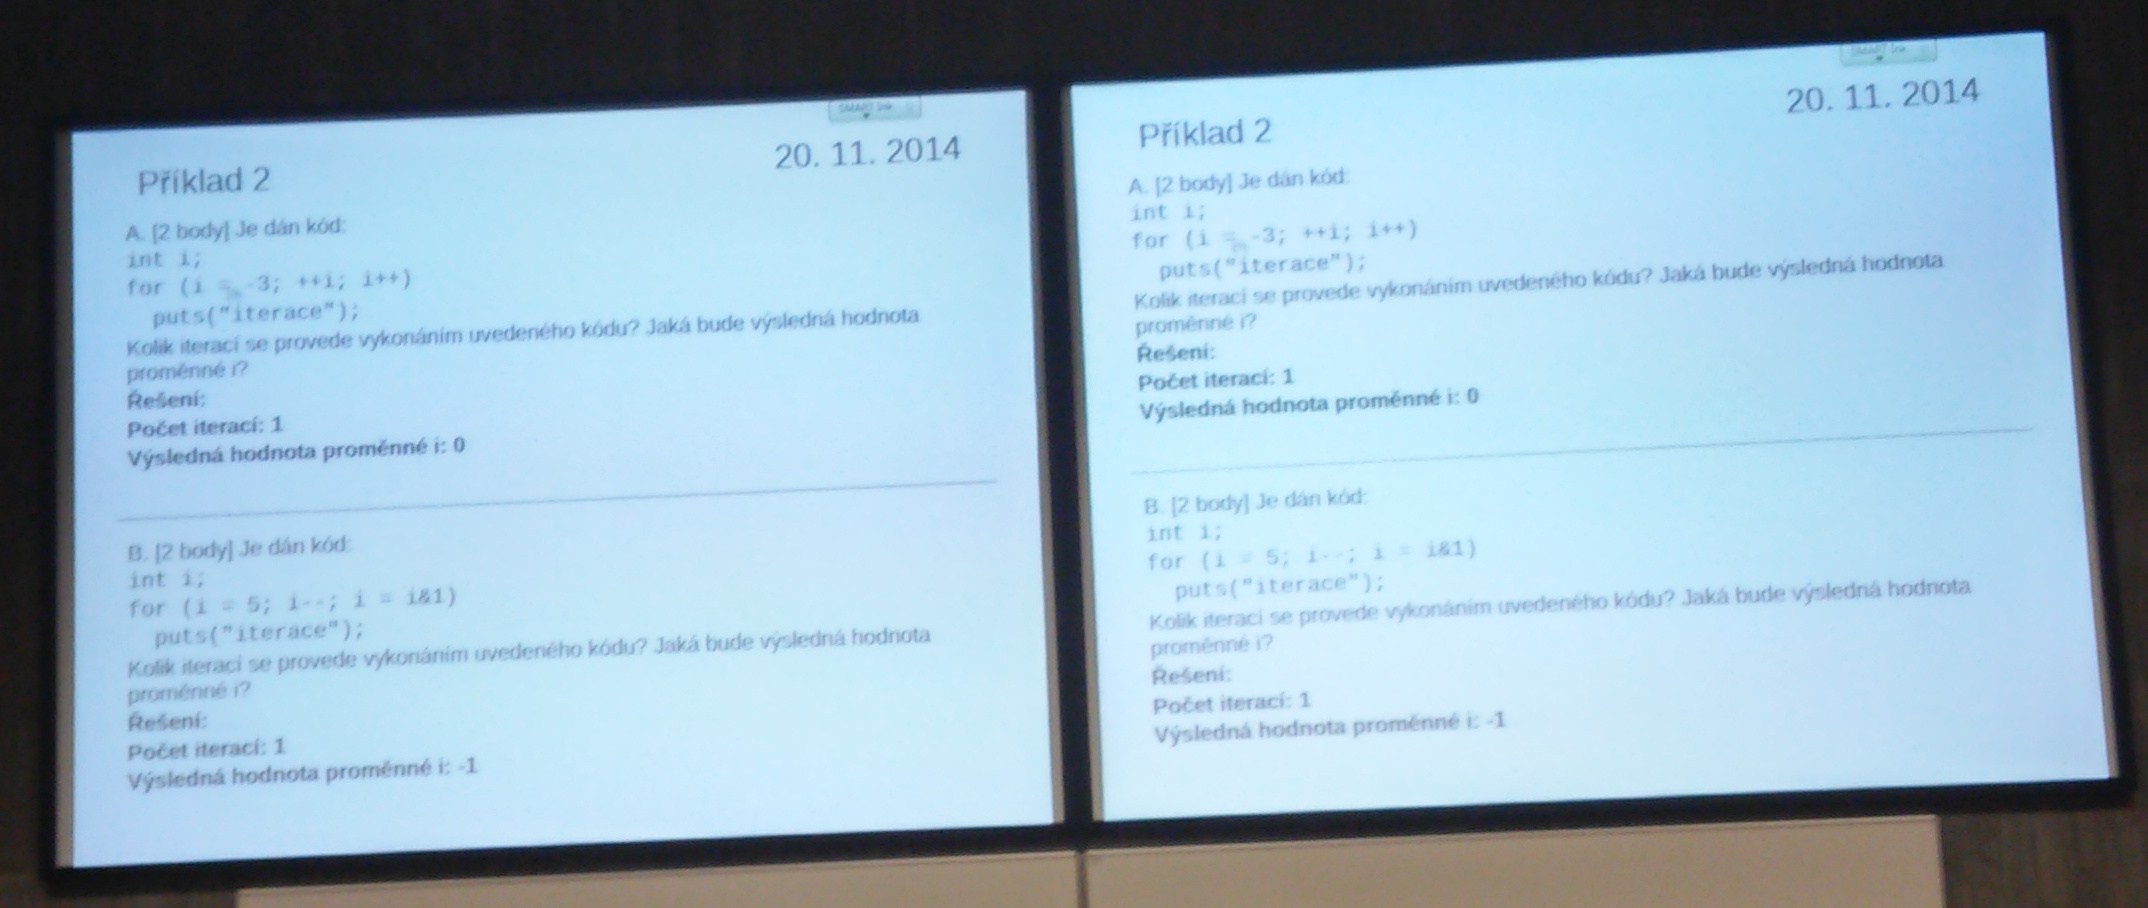 SMART Ink
20. 11. 2014
Příklad 2
A. [2 body] Je dán kód:
int i;
for (i = -3; ++i; i++)
puts("iterace");
Kolik iterací se provede vykonáním uvedeného kódu? Jaká bude výsledná hodnota
proměnné i?
Řešení:
Počet iterací: 1
Výsledná hodnota proměnné i: 0
B. [2 body] Je dán kód:
int i;
for (i = 5; i--; i = i&1)
puts("iterace");
Kolik iterací se provede vykonáním uvedeného kódu? Jaká bude výsledná hodnota
proměnné i?
Řešení:
Počet iterací: 1
Výsledná hodnota proměnné i: -1
SMART Ink
20. 11. 2014
Příklad 2
A. [2 body] Je dán kód:
int i;
for (i = -3; ++i; i++)
puts("iterace");
Kolik iterací se provede vykonáním uvedeného kódu? Jaká bude výsledná hodnota
proměnné i?
Řešení:
Počet iterací: 1
Výsledná hodnota proměnné i: 0
B. [2 body] Je dán kód:
int i;
for (i = 5; i--; i = i&1)
puts("iterace");
Kolik iterací se provede vykonáním uvedeného kódu? Jaká bude výsledná hodnota
proměnné i?
Řešení:
Počet iterací: 1
Výsledná hodnota proměnné i: -1